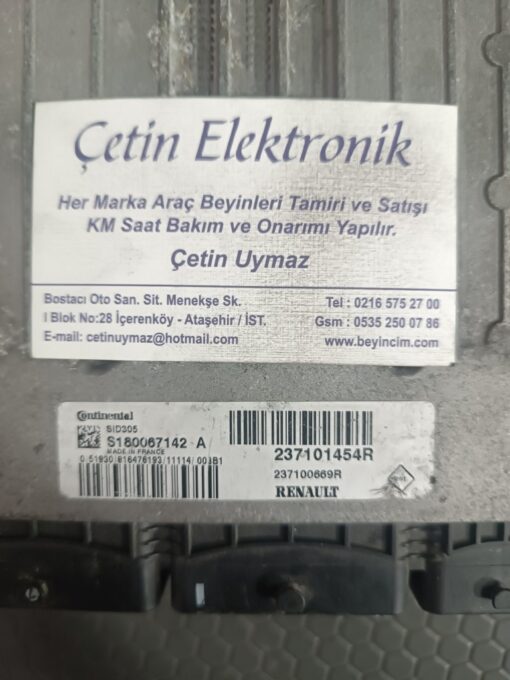 Çetin Elektronik
Her Marka Araç Beyinleri Tamiri ve Satışı
KM Saat Bakım ve Onarımı Yapılır.
Çetin Uymaz
Bostacı Oto San. Sit. Menekşe Sk.
I Blok No:28 İçerenköy - Ataşehir / İST.
E-mail: cetinuymaz@hotmail.com
Tel : 0216 575 27 00
Gsm : 0535 250 07 86
www.beyincim.com
Continental
SID305
S180067142 A
MADE IN FRANCE
237101454R
237100669R
RENAULT